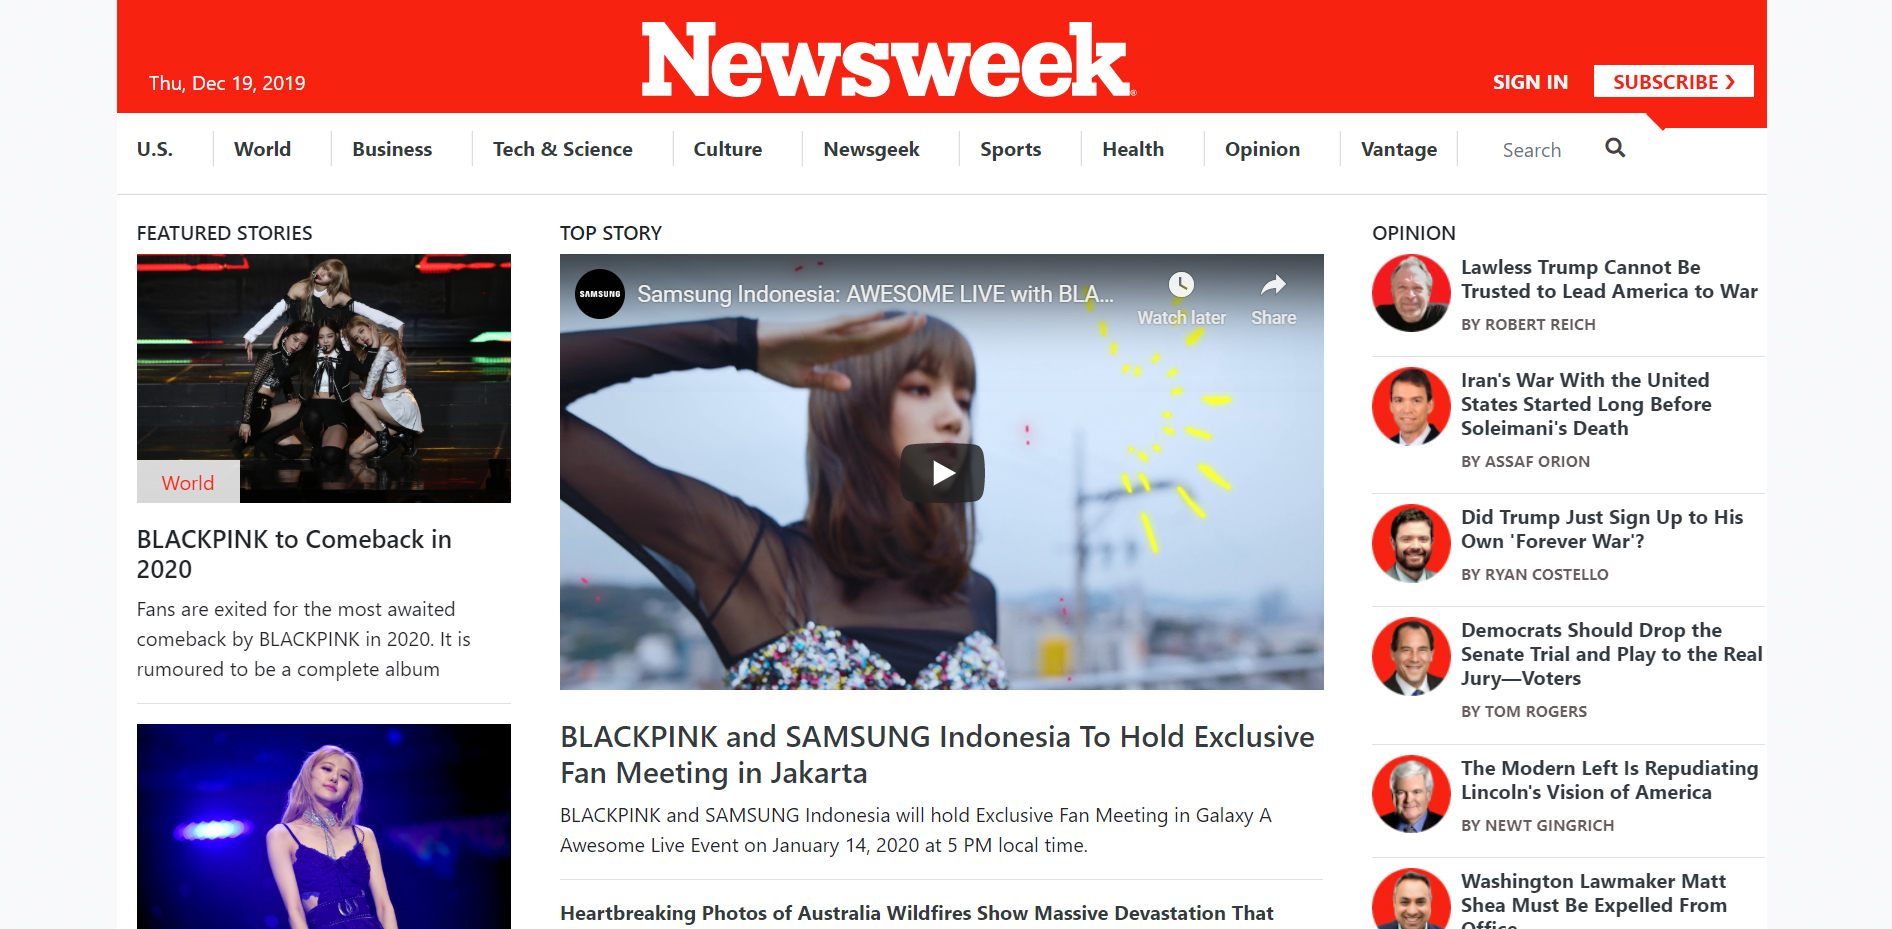 Newsweek
Thu, Dec 19, 2019
SIGN IN
SUBSCRIBE ❯
U.S.
World
Business
Tech & Science
Culture
Newsgeek
Sports
Health
Opinion
Vantage
Search
FEATURED STORIES
World
BLACKPINK to Comeback in
2020
Fans are exited for the most awaited
comeback by BLACKPINK in 2020. It is
rumoured to be a complete album
TOP STORY
SAMSUNG
Samsung Indonesia: AWESOME LIVE with BLA...
Watch later
Share
BLACKPINK and SAMSUNG Indonesia To Hold Exclusive
Fan Meeting in Jakarta
BLACKPINK and SAMSUNG Indonesia will hold Exclusive Fan Meeting in Galaxy A
Awesome Live Event on January 14, 2020 at 5 PM local time.
Heartbreaking Photos of Australia Wildfires Show Massive Devastation That
OPINION
Lawless Trump Cannot Be
Trusted to Lead America to War
BY ROBERT REICH
Iran's War With the United
States Started Long Before
Soleimani's Death
BY ASSAF ORION
Did Trump Just Sign Up to His
Own 'Forever War'?
BY RYAN COSTELLO
Democrats Should Drop the
Senate Trial and Play to the Real
Jury—Voters
BY TOM ROGERS
The Modern Left Is Repudiating
Lincoln's Vision of America
BY NEWT GINGRICH
Washington Lawmaker Matt
Shea Must Be Expelled From
Office